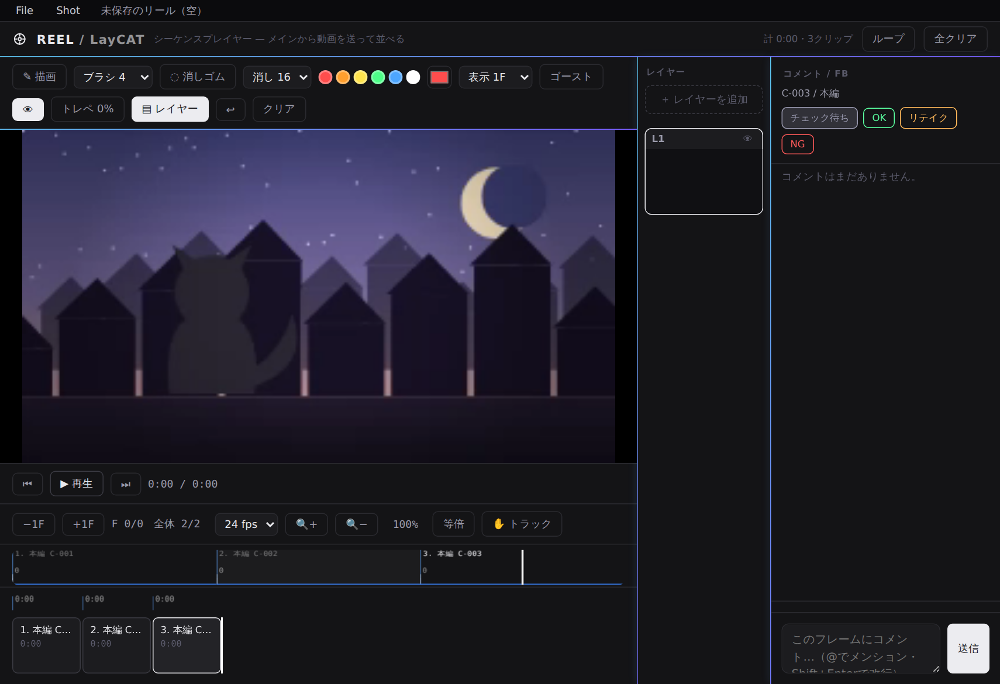 File Shot 未保存のリール（空）
REEL / LayCAT シーケンスプレイヤー — メインから動画を送って並べる 計 0:00・3クリップ ループ 全クリア
✎ 描画 ブラシ 4 ◌ 消しゴム 消し 16 表示 1F ゴースト
👁 トレペ 0% ▤ レイヤー ↩ クリア
レイヤー
+ レイヤーを追加
L1 👁
コメント / FB
C-003 / 本編
チェック待ち OK リテイク
NG
コメントはまだありません。
⏮ ▶ 再生 ⏭ 0:00 / 0:00
−1F +1F F 0/0 全体 2/2 24 fps 🔍+ 🔍− 100% 等倍 ✋ トラック
1. 本編 C-001 2. 本編 C-002 3. 本編 C-003
0 0 0
0:00 0:00 0:00
1. 本編 C… 2. 本編 C… 3. 本編 C…
0:00 0:00 0:00
このフレームにコメン
ト…（@でメンション・
Shift+Enterで改行）
送信